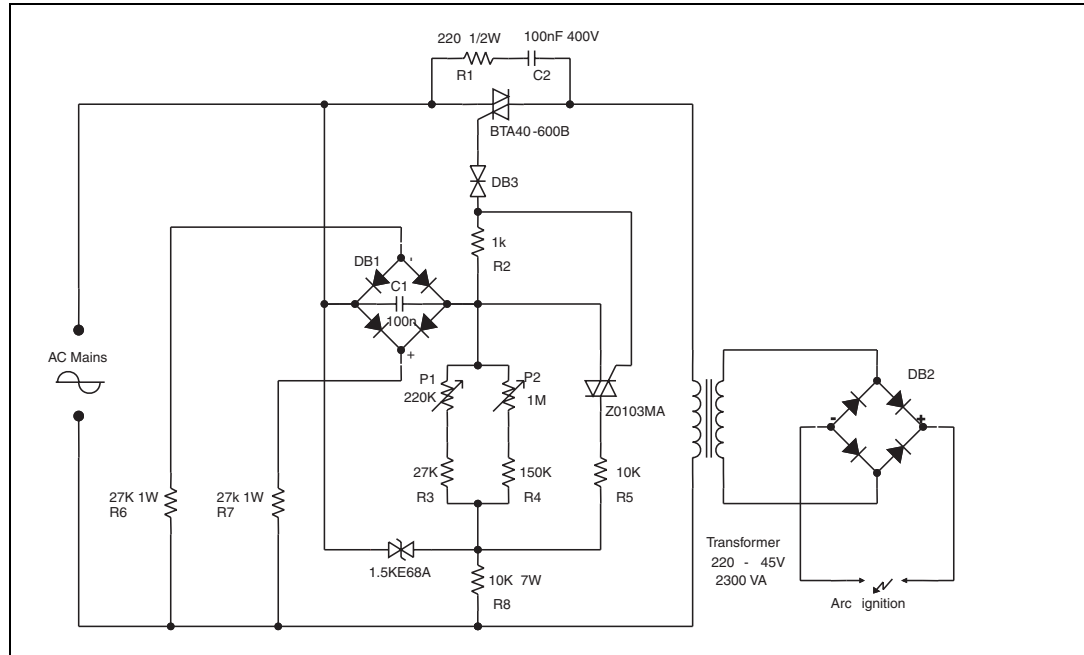 220 1/2W
100nF 400V
R1
C2
BTA40-600B
DB3
1k
R2
DB1
-
C1
100n
+
AC Mains
P1
220K
P2
1M
Z0103MA
DB2
-
+
27K
R3
150K
R4
10K
R5
27K 1W
R6
27k 1W
R7
1.5KE68A
10K 7W
R8
Transformer
220 - 45V
2300 VA
Arc ignition